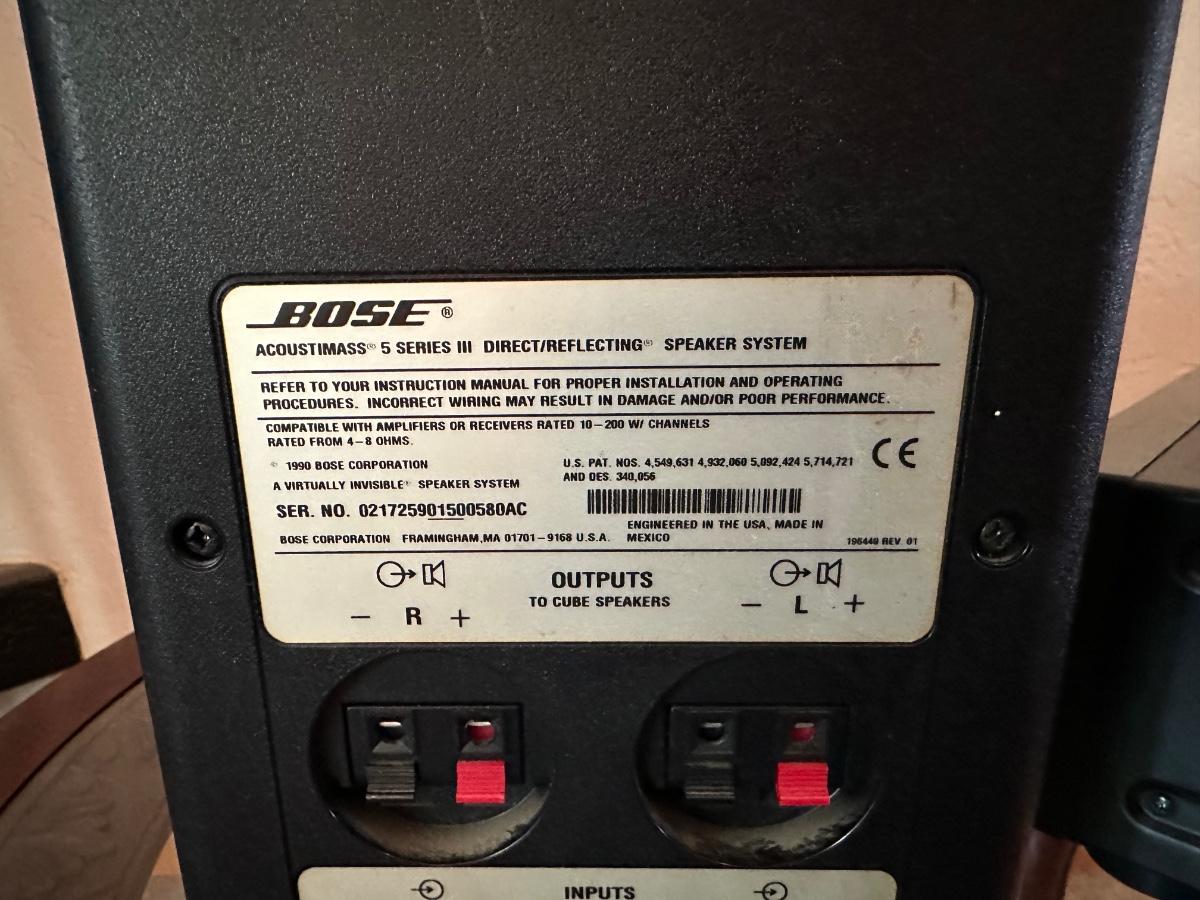 BOSE®
ACOUSTIMASS® 5 SERIES III DIRECT/REFLECTING® SPEAKER SYSTEM
REFER TO YOUR INSTRUCTION MANUAL FOR PROPER INSTALLATION AND OPERATING
PROCEDURES. INCORRECT WIRING MAY RESULT IN DAMAGE AND/OR POOR PERFORMANCE.
COMPATIBLE WITH AMPLIFIERS OR RECEIVERS RATED 10-200 W/ CHANNELS
RATED FROM 4-8 OHMS.
© 1990 BOSE CORPORATION
A VIRTUALLY INVISIBLE® SPEAKER SYSTEM
U.S. PAT. NOS. 4,549,631 4,932,060 5,092,424 5,714,721
AND DES. 340,056
CE
SER. NO. 021725901500580AC
ENGINEERED IN THE USA, MADE IN
MEXICO
BOSE CORPORATION FRAMINGHAM,MA 01701-9168 U.S.A.
196449 REV 01
OUTPUTS
TO CUBE SPEAKERS
- R +
- L +
INPUTS